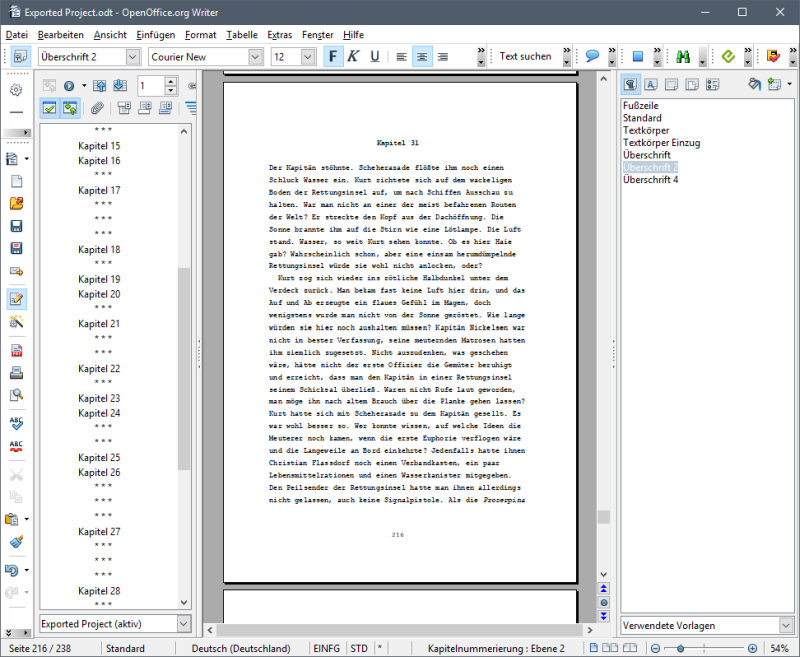 Exported Project.odt - OpenOffice.org Writer
Datei Bearbeiten Ansicht Einfügen Format Tabelle Extras Fenster Hilfe
Überschrift 2 Courier New 12 F K U Text suchen
1
* * *
Kapitel 15
Kapitel 16
* * *
Kapitel 17
* * *
* * *
* * *
Kapitel 18
* * *
Kapitel 19
Kapitel 20
* * *
Kapitel 21
* * *
* * *
Kapitel 22
* * *
Kapitel 23
Kapitel 24
* * *
* * *
Kapitel 25
Kapitel 26
* * *
* * *
* * *
Kapitel 27
* * *
* * *
* * *
Kapitel 28
* * *
Exported Project (aktiv)
Kapitel 31
Der Kapitän stöhnte. Scheherazade flößte ihm noch einen
Schluck Wasser ein. Kurt richtete sich auf dem wackeligen
Boden der Rettungsinsel auf, um nach Schiffen Ausschau zu
halten. War man nicht an einer der meist befahrenen Routen
der Welt? Er streckte den Kopf aus der Dachöffnung. Die
Sonne brannte ihm auf die Stirn wie eine Lötlampe. Die Luft
stand. Wasser, so weit Kurt sehen konnte. Ob es hier Haie
gab? Wahrscheinlich schon, aber eine einsam herumdümpelnde
Rettungsinsel würde sie wohl nicht anlocken, oder?
Kurt zog sich wieder ins rötliche Halbdunkel unter dem
Verdeck zurück. Man bekam fast keine Luft hier drin, und das
Auf und Ab erzeugte ein flaues Gefühl im Magen, doch
wenigstens wurde man nicht von der Sonne geröstet. Wie lange
würden sie hier noch aushalten müssen? Kapitän Nickelsen war
nicht in bester Verfassung, seine meuternden Matrosen hatten
ihm ziemlich zugesetzt. Nicht auszudenken, was geschehen
wäre, hätte nicht der erste Offizier die Gemüter beruhigt
und erreicht, dass man den Kapitän in einer Rettungsinsel
seinem Schicksal überließ. Waren nicht Rufe laut geworden,
man möge ihn nach altem Brauch über die Planke gehen lassen?
Kurt hatte sich mit Scheherazade zu dem Kapitän gesellt. Es
war wohl besser so. Wer konnte wissen, auf welche Ideen die
Meuterer noch kamen, wenn die erste Euphorie verflogen wäre
und die Langeweile an Bord einkehrte? Jedenfalls hatte ihnen
Christian Flassdorf noch einen Verbandkasten, ein paar
Lebensmittelrationen und einen Wasserkanister mitgegeben.
Den Peilsender der Rettungsinsel hatte man ihnen allerdings
nicht gelassen, auch keine Signalpistole. Als die Proserpina
216
Fußzeile
Standard
Textkörper
Textkörper Einzug
Überschrift
Überschrift 2
Überschrift 4
Verwendete Vorlagen
Seite 216 / 238 Standard Deutsch (Deutschland) EINFG STD * Kapitelnummerierung : Ebene 2 54%